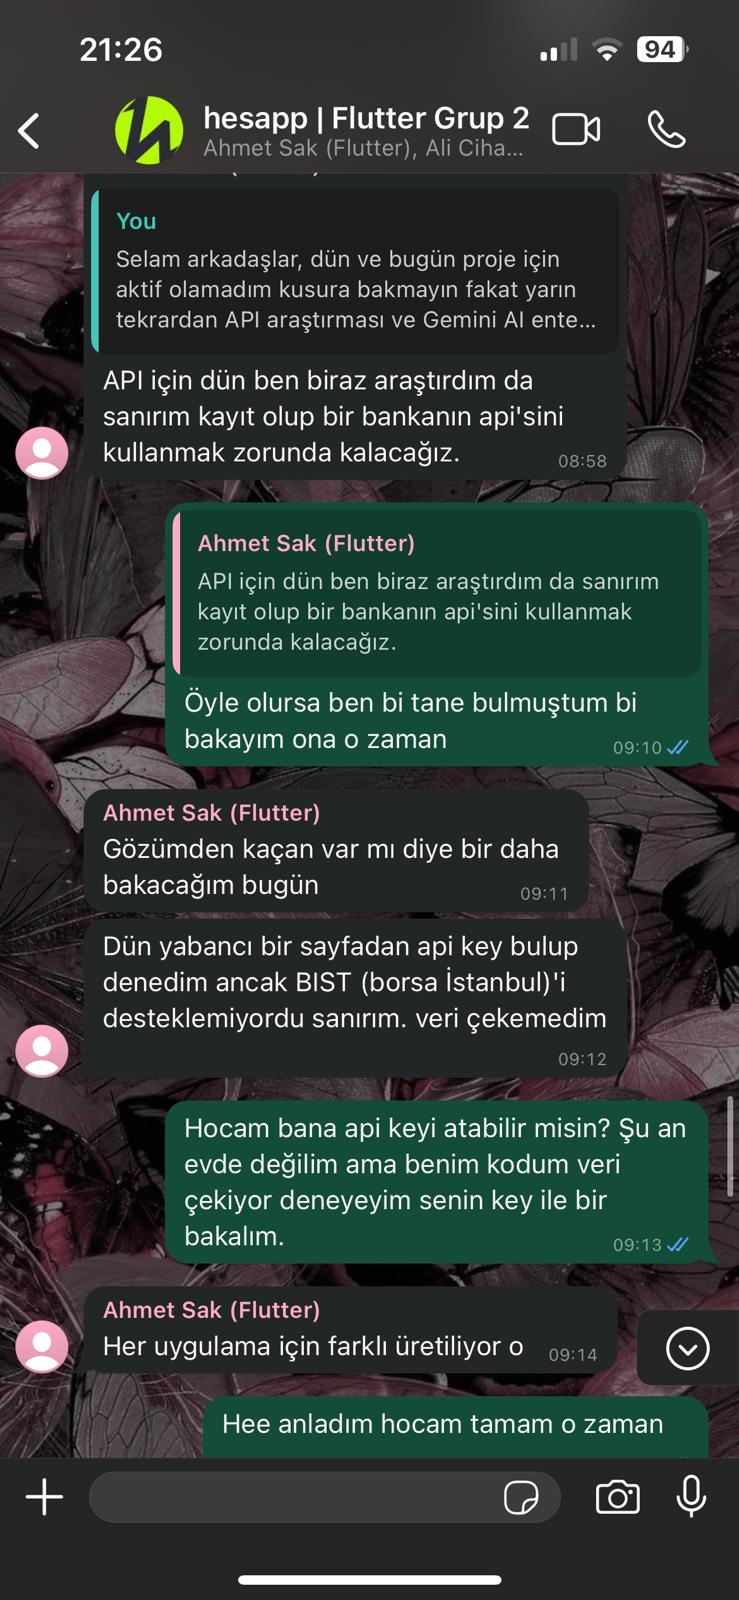 21:26
94
hesapp | Flutter Grup 2
Ahmet Sak (Flutter), Ali Ciha...
You
Selam arkadaşlar, dün ve bugün proje için
aktif olamadım kusura bakmayın fakat yarın
tekrardan API araştırması ve Gemini AI ente...
API için dün ben biraz araştırdım da
sanırım kayıt olup bir bankanın api'sini
kullanmak zorunda kalacağız.
08:58
Ahmet Sak (Flutter)
API için dün ben biraz araştırdım da sanırım
kayıt olup bir bankanın api'sini kullanmak
zorunda kalacağız.
Öyle olursa ben bi tane bulmuştum bi
bakayım ona o zaman
09:10
Ahmet Sak (Flutter)
Gözümden kaçan var mı diye bir daha
bakacağım bugün
09:11
Dün yabancı bir sayfadan api key bulup
denedim ancak BIST (borsa İstanbul)'i
desteklemiyordu sanırım. veri çekemedim
09:12
Hocam bana api keyi atabilir misin? Şu an
evde değilim ama benim kodum veri
çekiyor deneyeyim senin key ile bir
bakalım.
09:13
Ahmet Sak (Flutter)
Her uygulama için farklı üretiliyor o
09:14
Hee anladım hocam tamam o zaman